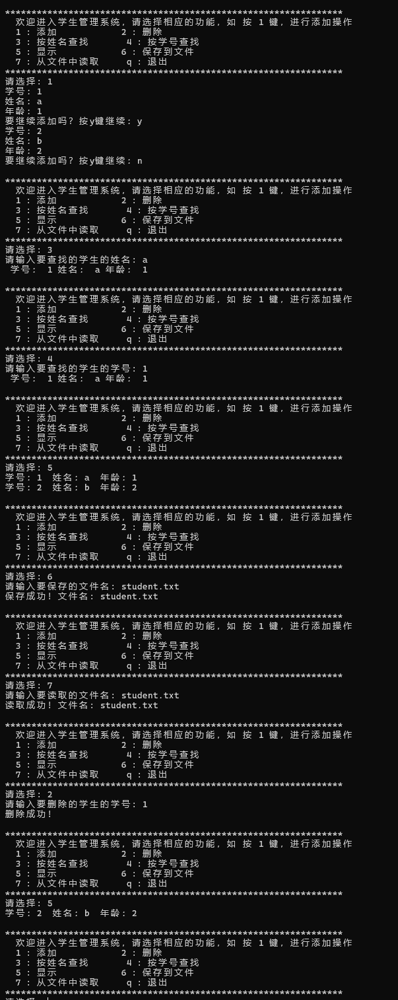 ****************************************************************
欢迎进入学生管理系统, 请选择相应的功能, 如 按 1 键, 进行添加操作
1 : 添加 2 : 删除
3 : 按姓名查找 4 : 按学号查找
5 : 显示 6 : 保存到文件
7 : 从文件中读取 q : 退出
****************************************************************
请选择: 1
学号: 1
姓名: a
年龄: 1
要继续添加吗? 按y键继续: y
学号: 2
姓名: b
年龄: 2
要继续添加吗? 按y键继续: n
****************************************************************
欢迎进入学生管理系统, 请选择相应的功能, 如 按 1 键, 进行添加操作
1 : 添加 2 : 删除
3 : 按姓名查找 4 : 按学号查找
5 : 显示 6 : 保存到文件
7 : 从文件中读取 q : 退出
****************************************************************
请选择: 3
请输入要查找的学生的姓名: a
学号: 1 姓名: a 年龄: 1
****************************************************************
欢迎进入学生管理系统, 请选择相应的功能, 如 按 1 键, 进行添加操作
1 : 添加 2 : 删除
3 : 按姓名查找 4 : 按学号查找
5 : 显示 6 : 保存到文件
7 : 从文件中读取 q : 退出
****************************************************************
请选择: 4
请输入要查找的学生的学号: 1
学号: 1 姓名: a 年龄: 1
****************************************************************
欢迎进入学生管理系统, 请选择相应的功能, 如 按 1 键, 进行添加操作
1 : 添加 2 : 删除
3 : 按姓名查找 4 : 按学号查找
5 : 显示 6 : 保存到文件
7 : 从文件中读取 q : 退出
****************************************************************
请选择: 5
学号: 1 姓名: a 年龄: 1
学号: 2 姓名: b 年龄: 2
****************************************************************
欢迎进入学生管理系统, 请选择相应的功能, 如 按 1 键, 进行添加操作
1 : 添加 2 : 删除
3 : 按姓名查找 4 : 按学号查找
5 : 显示 6 : 保存到文件
7 : 从文件中读取 q : 退出
****************************************************************
请选择: 6
请输入要保存的文件名: student.txt
保存成功! 文件名: student.txt
****************************************************************
欢迎进入学生管理系统, 请选择相应的功能, 如 按 1 键, 进行添加操作
1 : 添加 2 : 删除
3 : 按姓名查找 4 : 按学号查找
5 : 显示 6 : 保存到文件
7 : 从文件中读取 q : 退出
****************************************************************
请选择: 7
请输入要读取的文件名: student.txt
读取成功! 文件名: student.txt
****************************************************************
欢迎进入学生管理系统, 请选择相应的功能, 如 按 1 键, 进行添加操作
1 : 添加 2 : 删除
3 : 按姓名查找 4 : 按学号查找
5 : 显示 6 : 保存到文件
7 : 从文件中读取 q : 退出
****************************************************************
请选择: 2
请输入要删除的学生的学号: 1
删除成功!
****************************************************************
欢迎进入学生管理系统, 请选择相应的功能, 如 按 1 键, 进行添加操作
1 : 添加 2 : 删除
3 : 按姓名查找 4 : 按学号查找
5 : 显示 6 : 保存到文件
7 : 从文件中读取 q : 退出
****************************************************************
请选择: 5
学号: 2 姓名: b 年龄: 2
****************************************************************
欢迎进入学生管理系统, 请选择相应的功能, 如 按 1 键, 进行添加操作
1 : 添加 2 : 删除
3 : 按姓名查找 4 : 按学号查找
5 : 显示 6 : 保存到文件
7 : 从文件中读取 q : 退出
****************************************************************